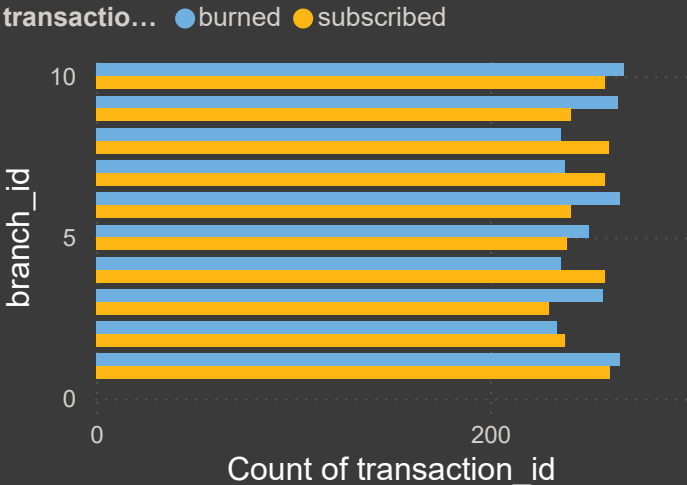 transactio… burned subscribed
10
5
0
branch_id
0 200
Count of transaction_id